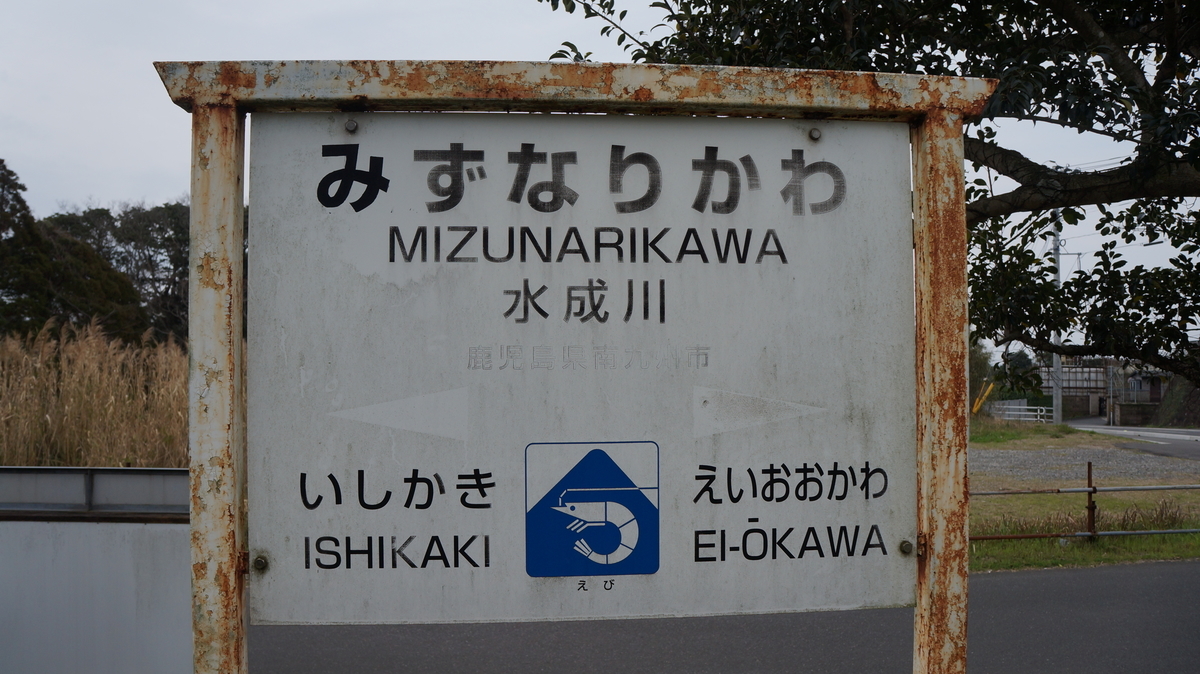 みずなりかわ
MIZUNARIKAWA
水成川
鹿児島県南九州市
いしかき
えいおおかわ
ISHIKAKI
EI-ŌKAWA
えび